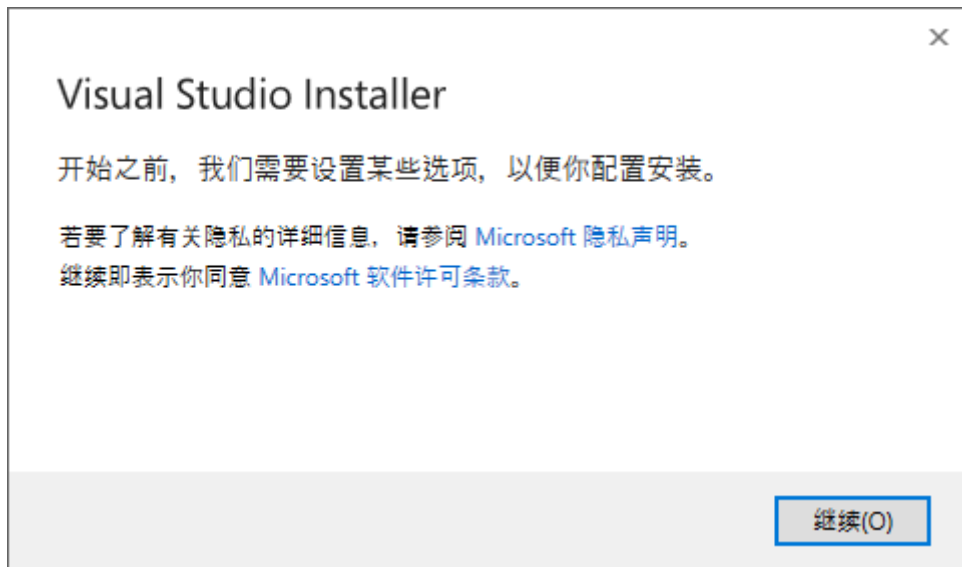 Visual Studio Installer
开始之前，我们需要设置某些选项，以便你配置安装。
若要了解有关隐私的详细信息，请参阅 Microsoft 隐私声明。
继续即表示你同意 Microsoft 软件许可条款。
继续(O)